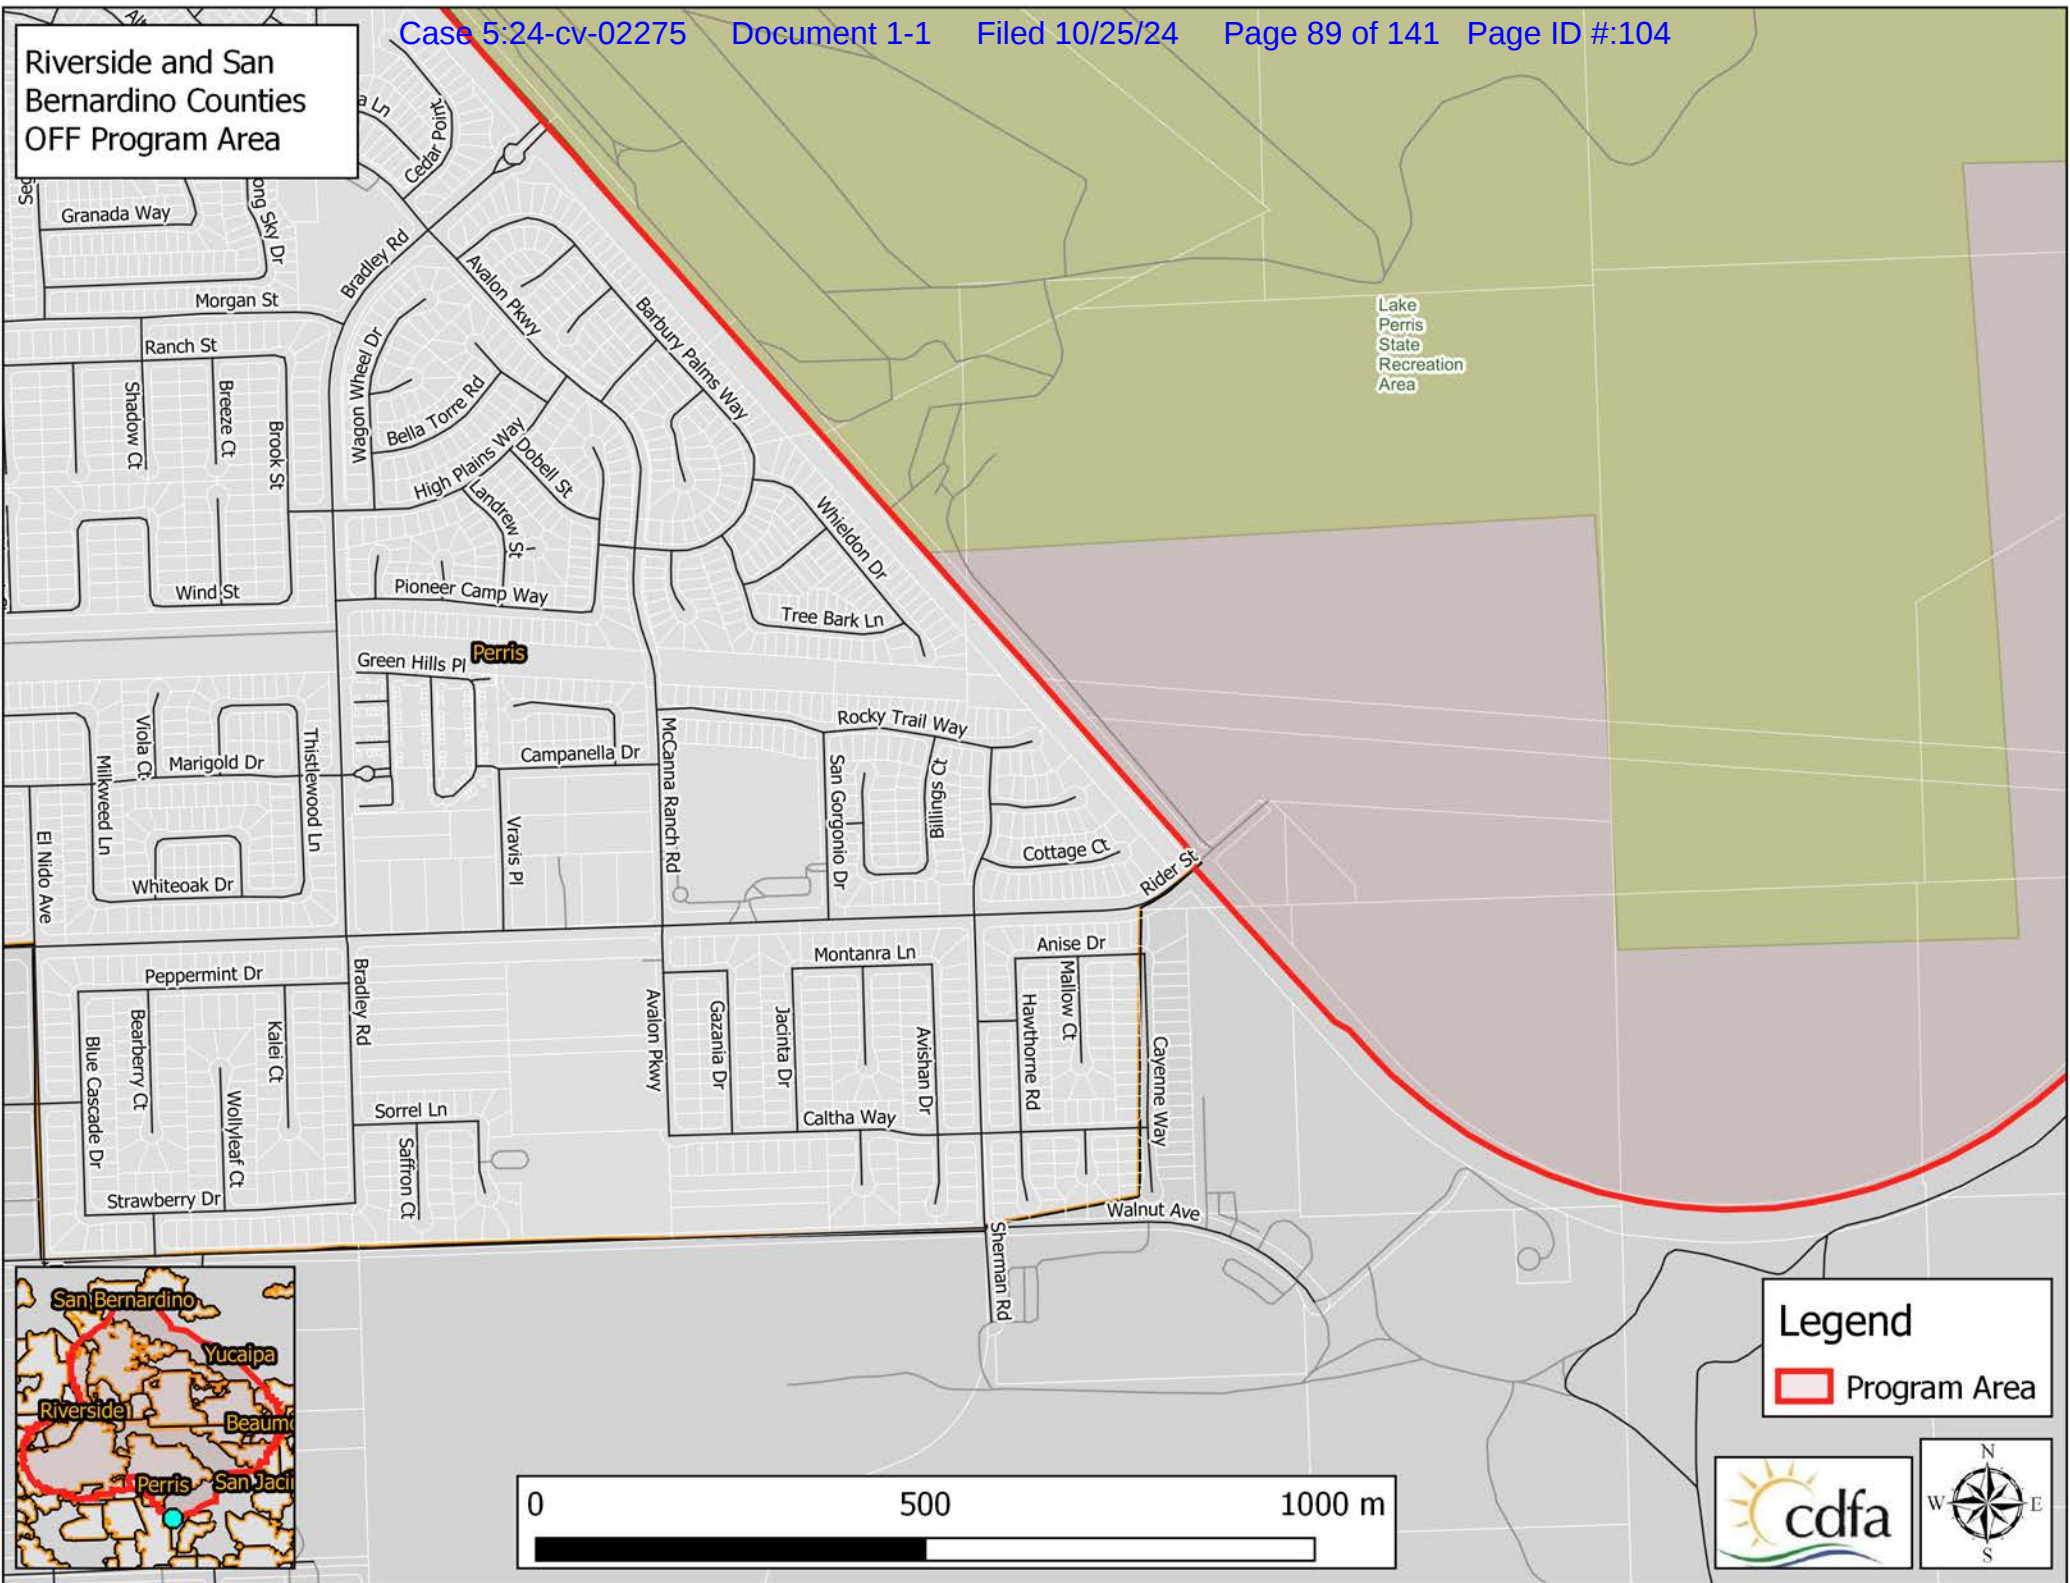 Case 5:24-cv-02275 Document 1-1 Filed 10/25/24 Page 89 of 141 Page ID #:104
Riverside and San
Bernardino Counties
OFF Program Area
Cedar Point
Granada Way
Bradley Rd
Morgan St
Avalon Pkwy
Barbury Palms Way
Ranch St
Wagon Wheel Dr
Shadow Ct
Breeze Ct
Brook St
Bella Torre Rd
High Plains Way
Dobell St
Landrew St
Whieldon Dr
Wind St
Pioneer Camp Way
Tree Bark Ln
Lake
Perris
State
Recreation
Area
Perris
Green Hills Pl
Rocky Trail Way
Viola Ct
Marigold Dr
Milkweed Ln
Thistlewood Ln
Campanella Dr
McCanna Ranch Rd
San Gorgonio Dr
Billings Ct
El Nido Ave
Whiteoak Dr
Vravis Pl
Cottage Ct
Rider St
Montanra Ln
Anise Dr
Peppermint Dr
Bradley Rd
Avalon Pkwy
Gazania Dr
Jacinta Dr
Avishan Dr
Hawthorne Rd
Mallow Ct
Cayenne Way
Blue Cascade Dr
Bearberry Ct
Wollyleaf Ct
Kalei Ct
Sorrel Ln
Saffron Ct
Caltha Way
Strawberry Dr
Walnut Ave
Sherman Rd
San Bernardino
Yucaipa
Riverside
Beaumo
Perris
San Jaci
Legend
Program Area
0 500 1000 m
cdfa
N
W E
S